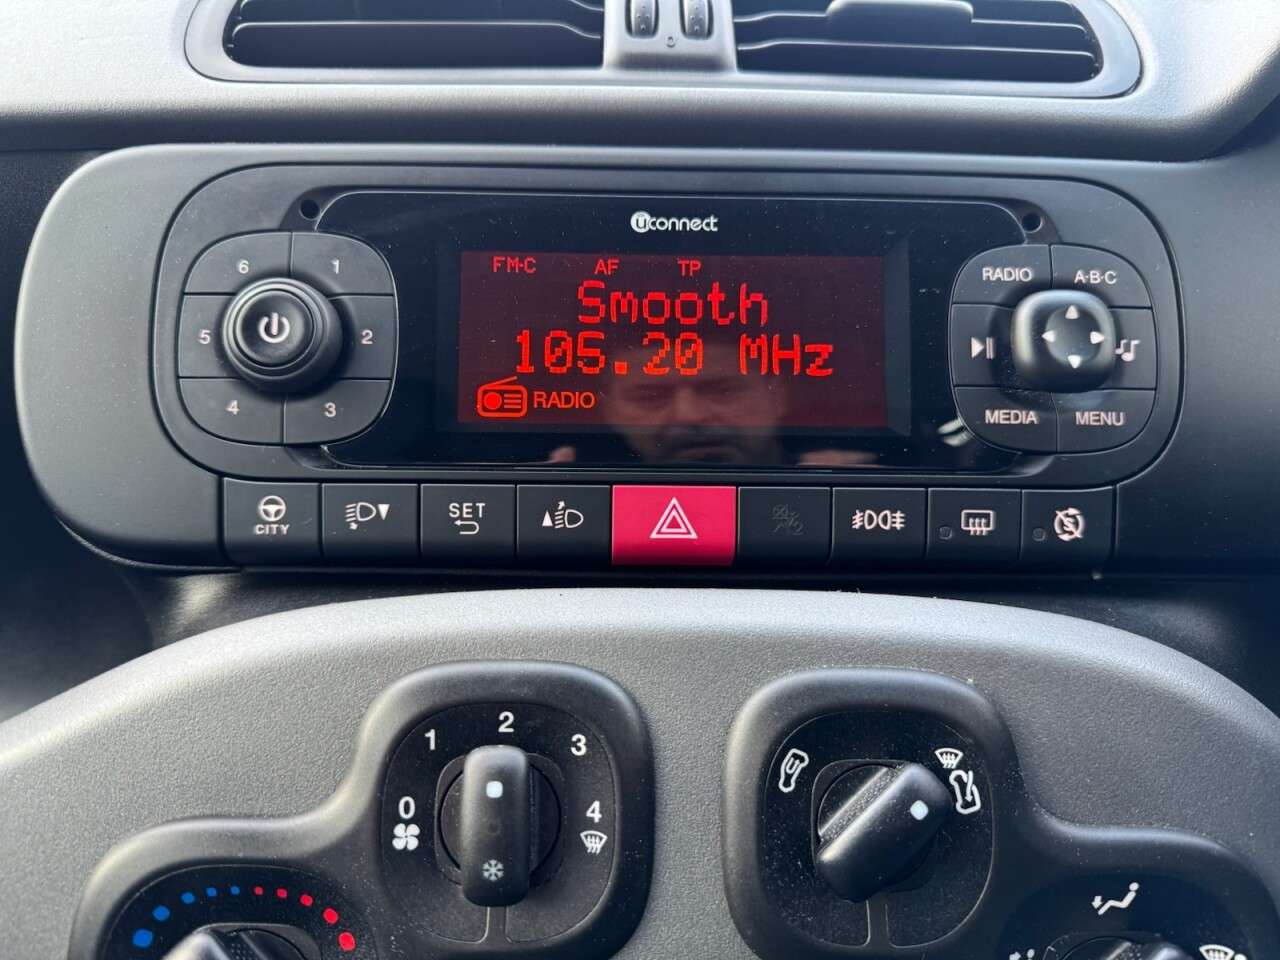 uconnect
FM-C AF TP
Smooth
105.20 MHz
RADIO
6 1
5 2
4 3
RADIO A·B·C
MEDIA MENU
CITY
SET
0 1 2 3 4